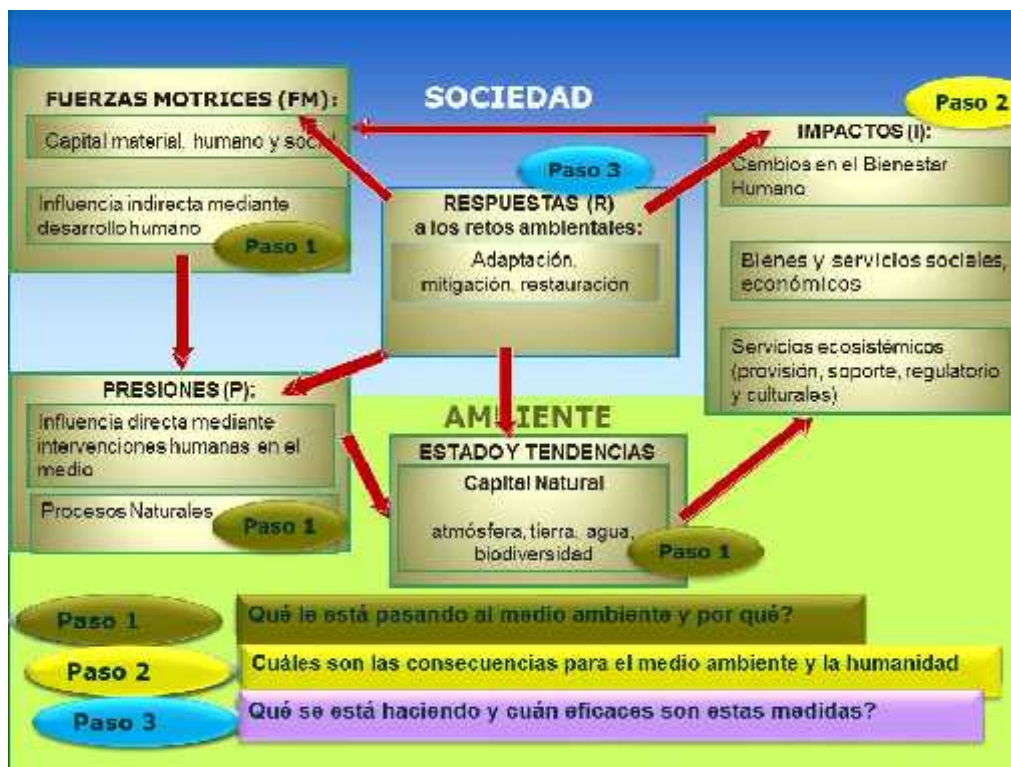 SOCIEDAD
FUERZAS MOTRICES (FM):
Capital material, humano y
Influencia indirecta mediante
desarrollo humano
Paso 1
Paso 3
RESPUESTAS (R)
a los retos ambientales:
Adaptación,
mitigación, restauración
Paso 2
IMPACTOS (I):
Cambios en el Bienestar
Humano
Bienes y servicios sociales,
económicos
Servicios ecosistémicos
(provisión, soporte, regulatorio
y culturales)
PRESIONES (P):
Influencia directa mediante
intervenciones humanas en el
medio
Procesos Naturales
Paso 1
AMBIENTE
ESTADO Y TENDENCIAS
Capital Natural
atmósfera, tierra, agua,
biodiversidad
Paso 1
Paso 1
Qué le está pasando al medio ambiente y por qué?
Paso 2
Cuáles son las consecuencias para el medio ambiente y la humanidad
Paso 3
Qué se está haciendo y cuán eficaces son estas medidas?